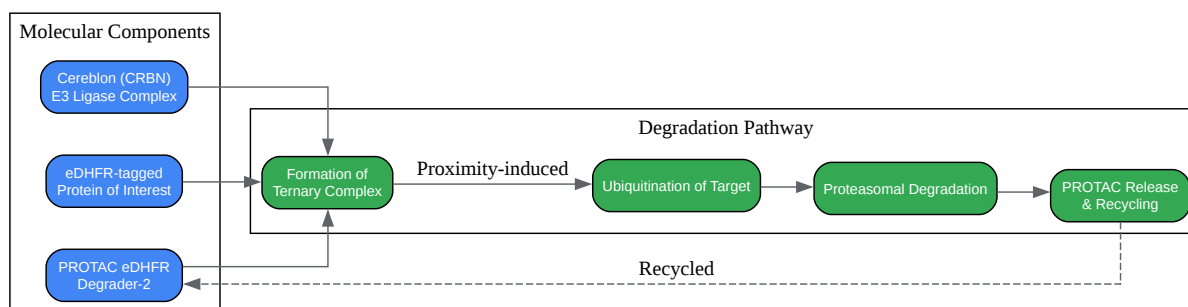 Molecular Components
Cereblon (CRBN)
E3 Ligase Complex
eDHFR-tagged
Protein of Interest
PROTAC eDHFR
Degrader-2
Degradation Pathway
Formation of
Ternary Complex
Proximity-induced
Ubiquitination of Target
Proteasomal Degradation
PROTAC Release
& Recycling
Recycled